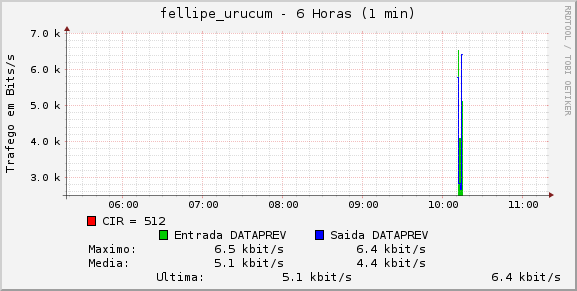 fellipe_urucum - 6 Horas (1 min)
RRDTOOL / TOBI OETIKER
Trafego em Bits/s
7.0 k
6.0 k
5.0 k
4.0 k
3.0 k
06:00 07:00 08:00 09:00 10:00 11:00
CIR = 512
Entrada DATAPREV Saida DATAPREV
Maximo: 6.5 kbit/s 6.4 kbit/s
Media: 5.1 kbit/s 4.4 kbit/s
Ultima: 5.1 kbit/s 6.4 kbit/s